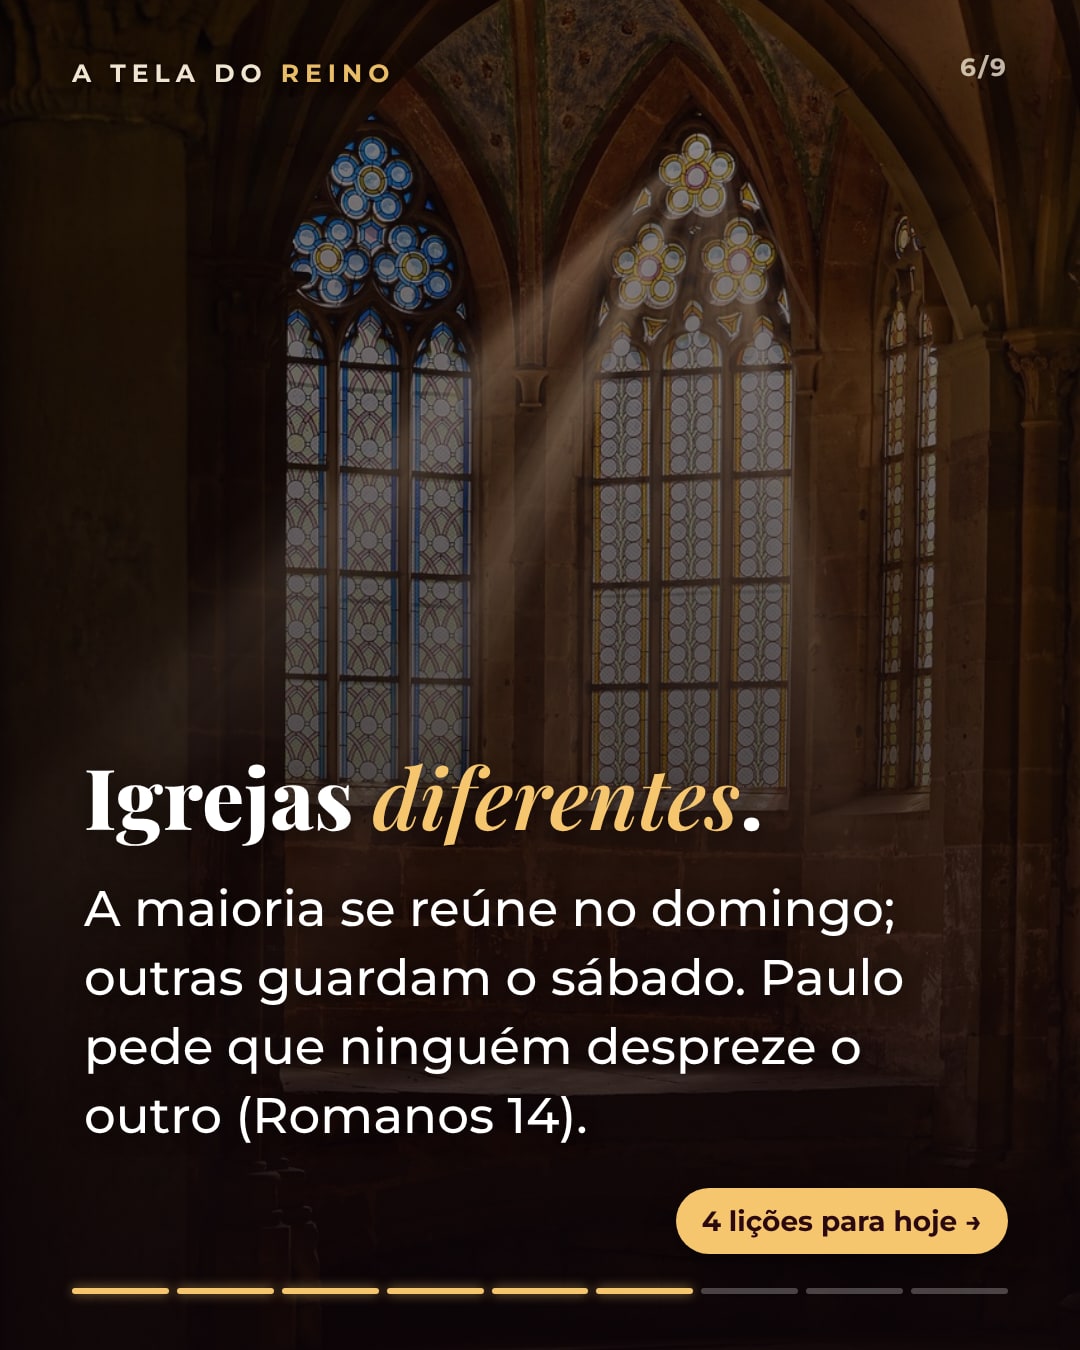 A TELA DO REINO
6/9
Igrejas diferentes.
A maioria se reúne no domingo;
outras guardam o sábado. Paulo
pede que ninguém despreze o
outro (Romanos 14).
4 lições para hoje →